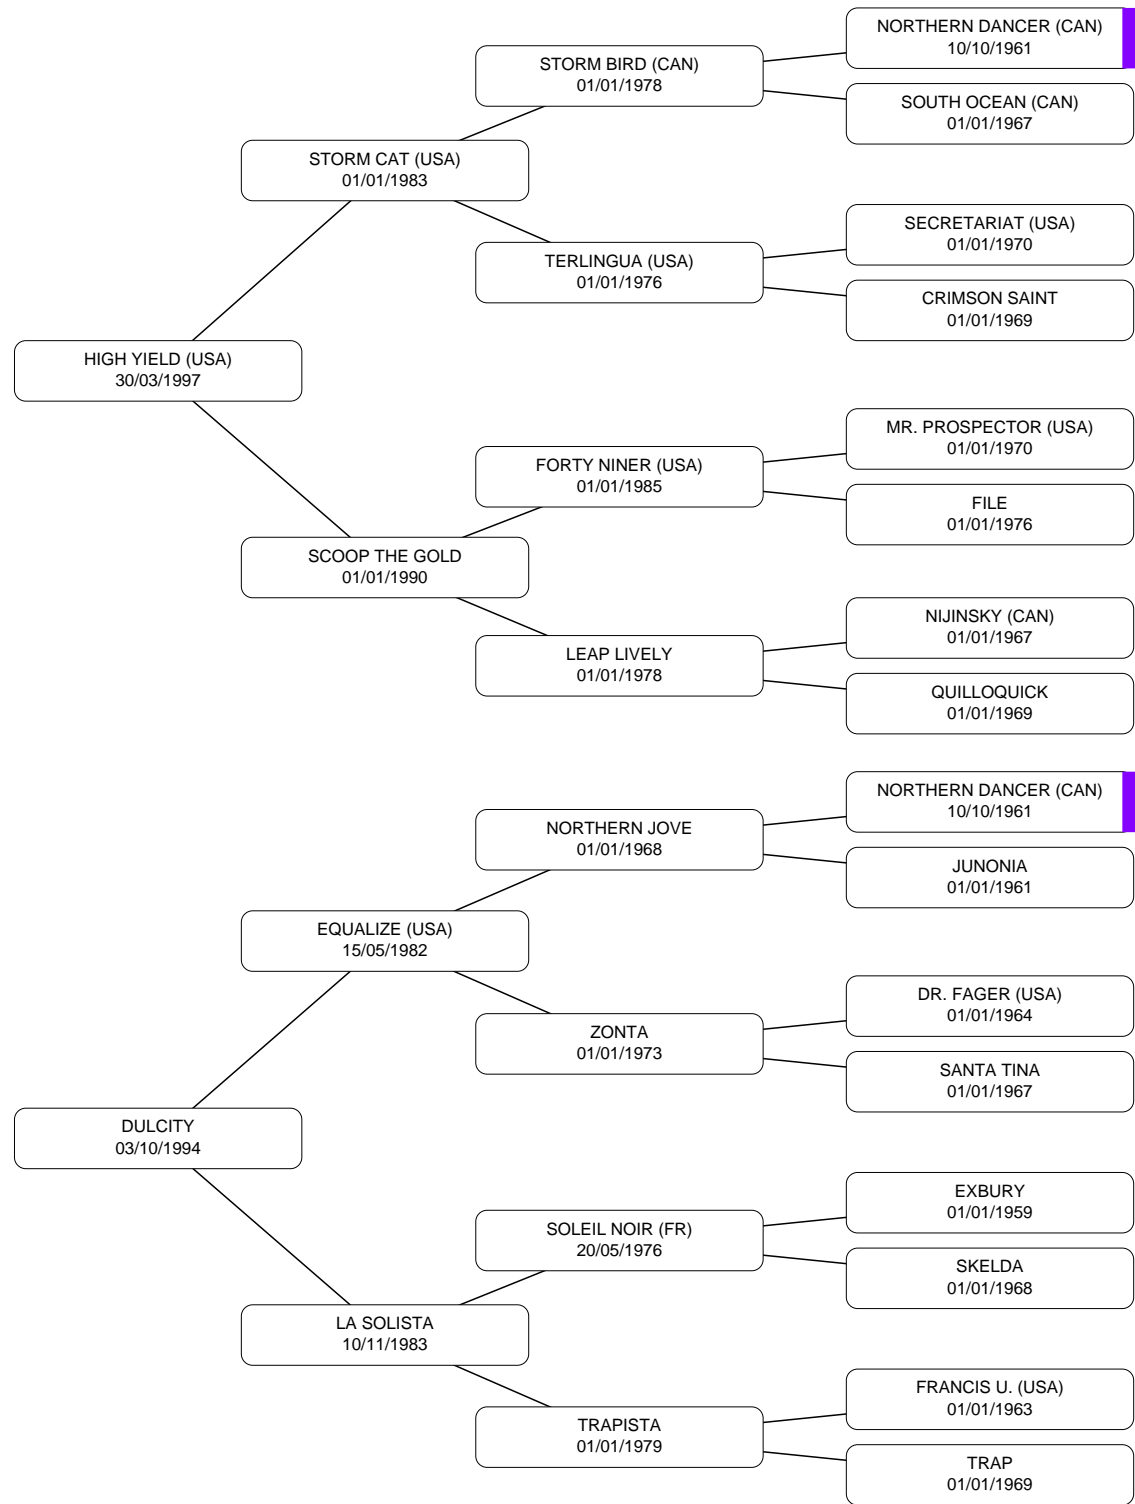 NORTHERN DANCER (CAN)
10/10/1961
STORM BIRD (CAN)
01/01/1978
SOUTH OCEAN (CAN)
01/01/1967
STORM CAT (USA)
01/01/1983
SECRETARIAT (USA)
01/01/1970
TERLINGUA (USA)
01/01/1976
CRIMSON SAINT
01/01/1969
HIGH YIELD (USA)
30/03/1997
MR. PROSPECTOR (USA)
01/01/1970
FORTY NINER (USA)
01/01/1985
FILE
01/01/1976
SCOOP THE GOLD
01/01/1990
NIJINSKY (CAN)
01/01/1967
LEAP LIVELY
01/01/1978
QUILLOQUICK
01/01/1969
NORTHERN DANCER (CAN)
10/10/1961
NORTHERN JOVE
01/01/1968
JUNONIA
01/01/1961
EQUALIZE (USA)
15/05/1982
DR. FAGER (USA)
01/01/1964
ZONTA
01/01/1973
SANTA TINA
01/01/1967
DULCITY
03/10/1994
EXBURY
01/01/1959
SOLEIL NOIR (FR)
20/05/1976
SKELDA
01/01/1968
LA SOLISTA
10/11/1983
FRANCIS U. (USA)
01/01/1963
TRAPISTA
01/01/1979
TRAP
01/01/1969